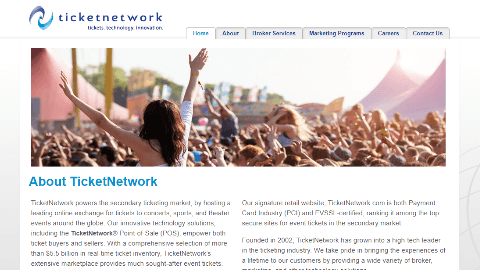 ticketnetwork
tickets. technology. innovation.
Home About Broker Services Marketing Programs Careers Contact Us
About TicketNetwork
TicketNetwork powers the secondary ticketing market, by hosting a
leading online exchange for tickets to concerts, sports, and theater
events around the globe. Our innovative technology solutions,
including the TicketNetwork® Point of Sale (POS), empower both
ticket buyers and sellers. With a comprehensive selection of more
than $5.5 billion in real-time ticket inventory, TicketNetwork's
extensive marketplace provides much sought-after event tickets.
Our signature retail website, TicketNetwork.com is both Payment
Card Industry (PCI) and EVSSL-certified, ranking it among the top
secure sites for event tickets in the secondary market.
Founded in 2002, TicketNetwork has grown into a high tech leader
in the ticketing industry. We take pride in bringing the experiences of
a lifetime to our customers by providing a wide variety of broker,